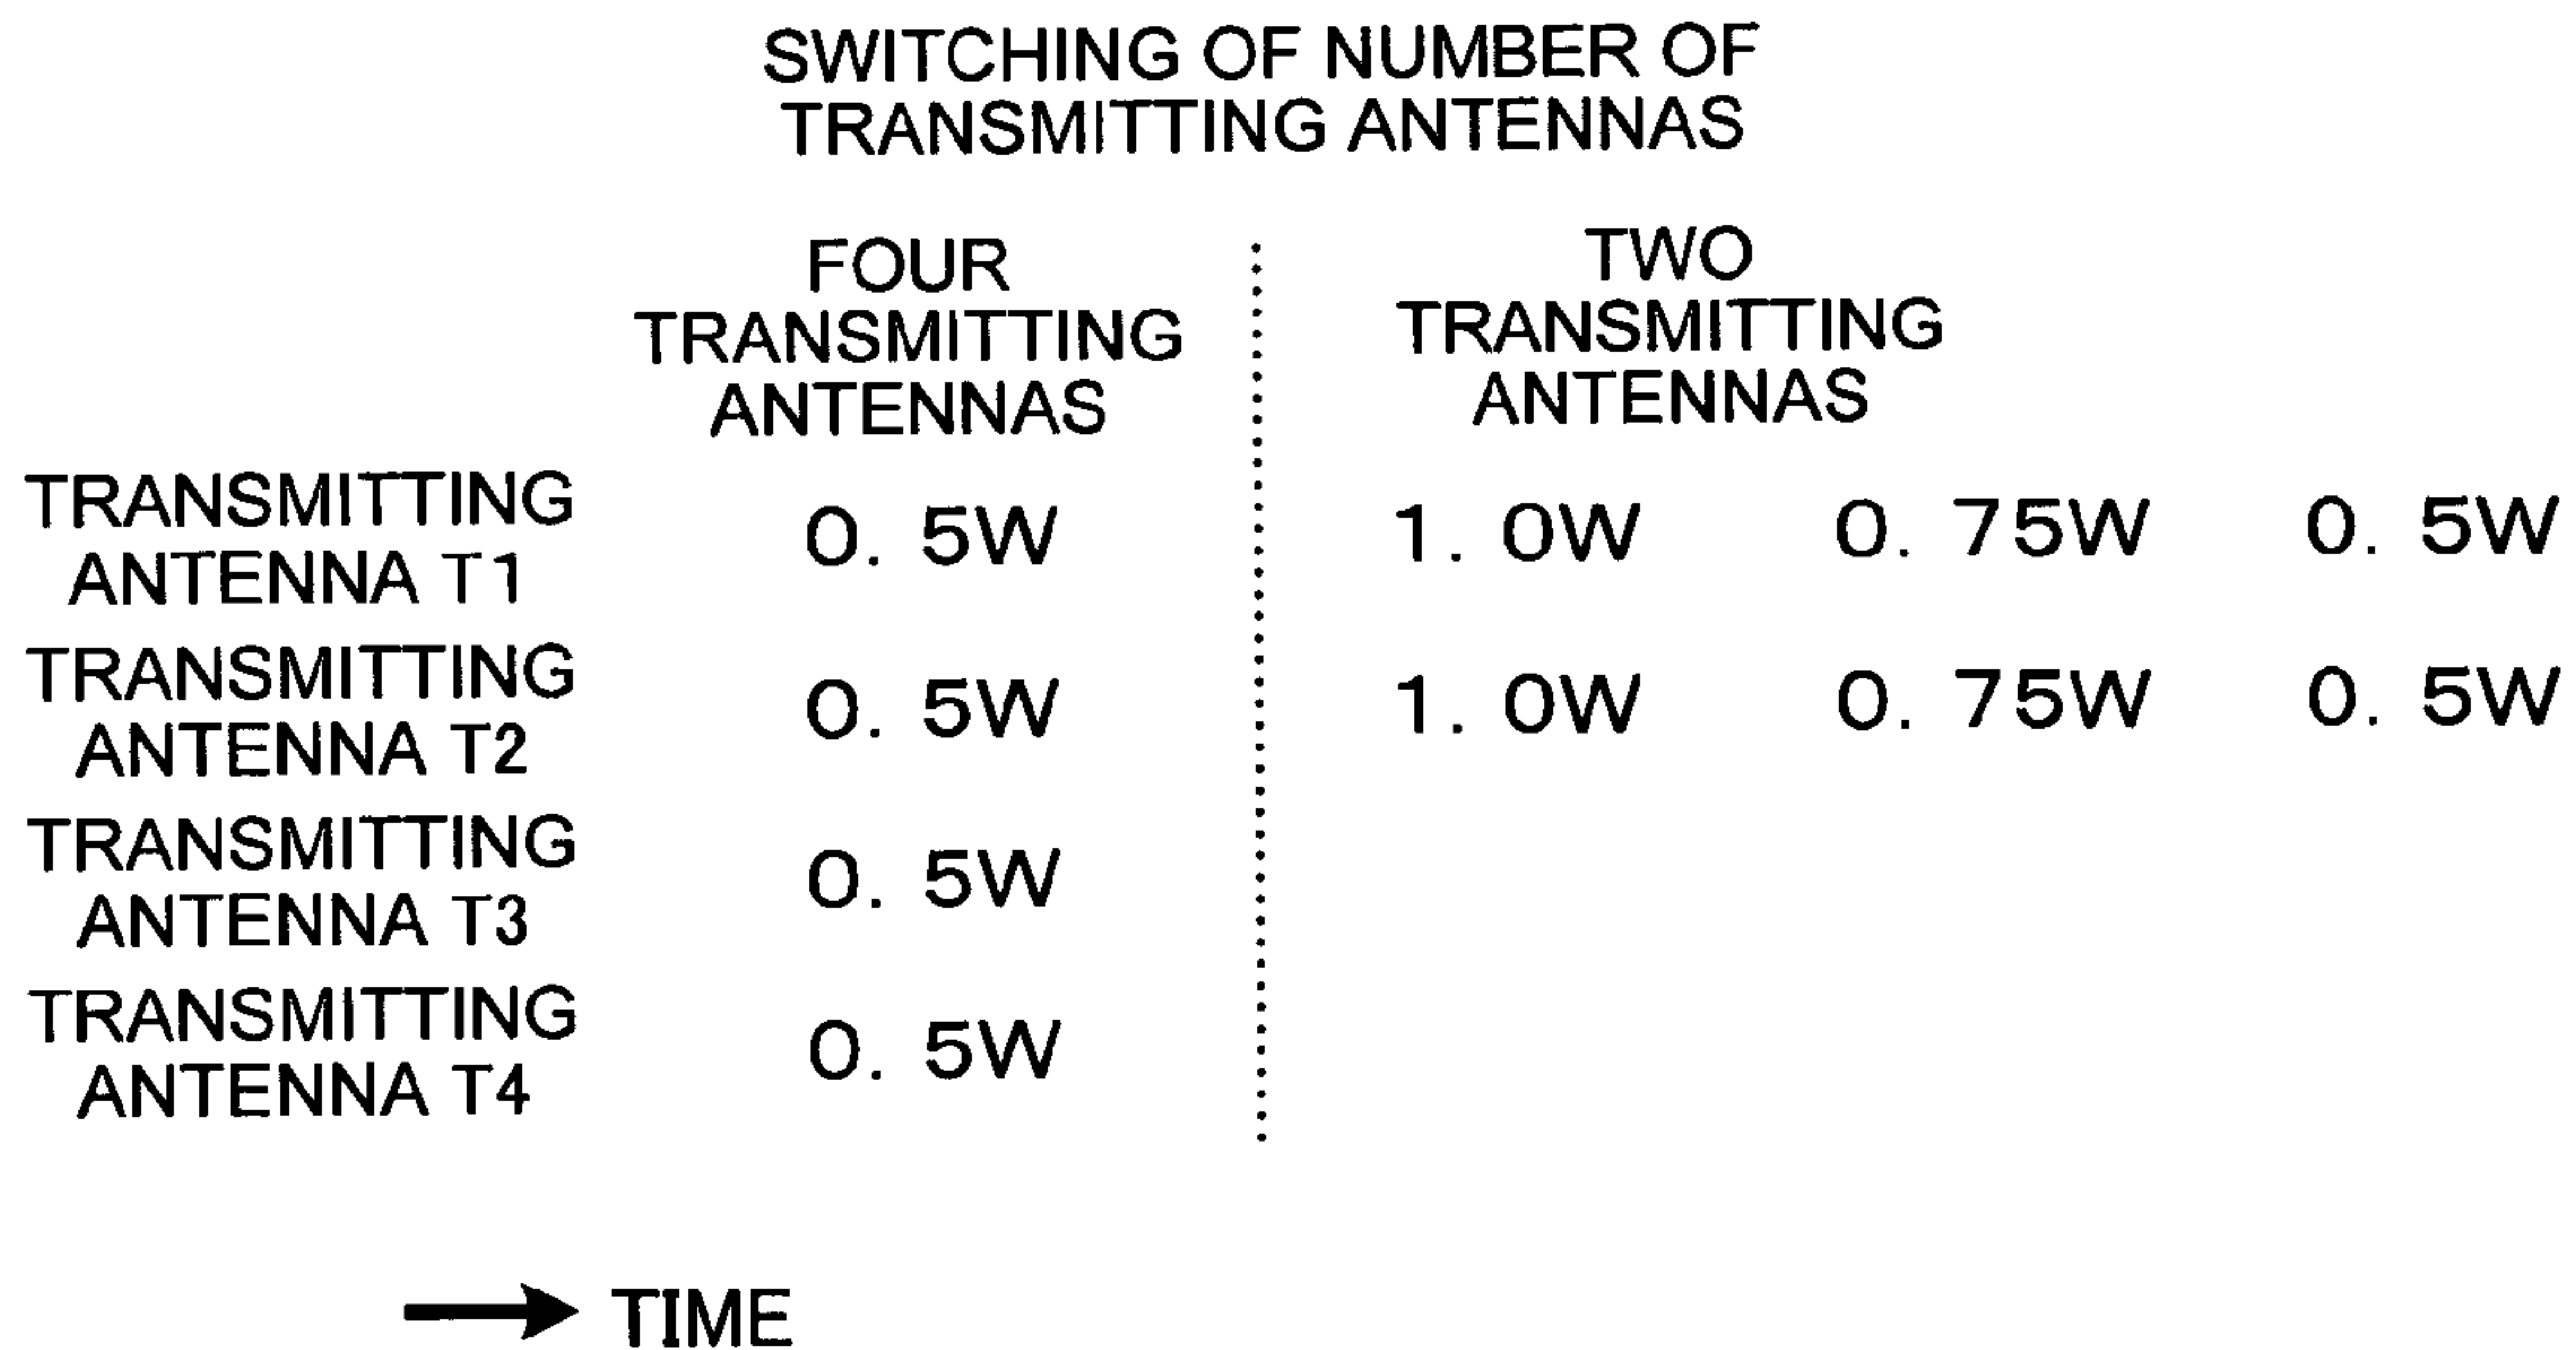 SWITCHING OF NUMBER OF
TRANSMITTING ANTENNAS
FOUR
TRANSMITTING
ANTENNAS
TWO
TRANSMITTING
ANTENNAS
TRANSMITTING
ANTENNA T1
0. 5W 1. 0W 0. 75W 0. 5W
TRANSMITTING
ANTENNA T2
0. 5W 1. 0W 0. 75W 0. 5W
TRANSMITTING
ANTENNA T3
0. 5W
TRANSMITTING
ANTENNA T4
0. 5W
TIME